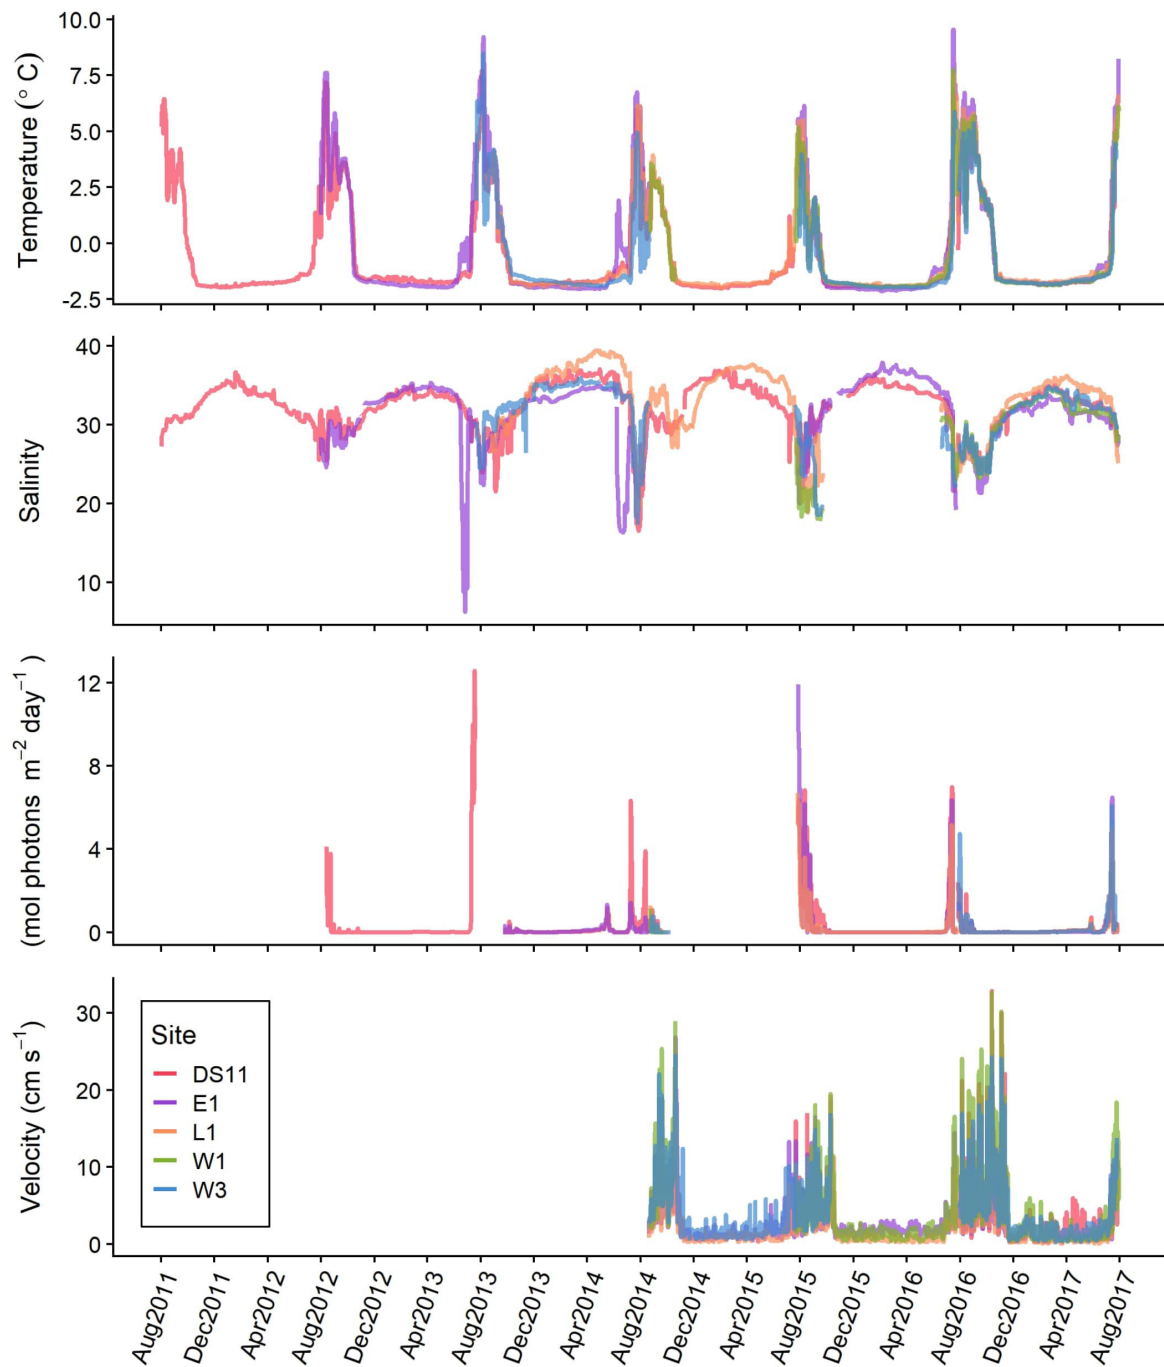 10.0
7.5
5.0
2.5
0.0
-2.5
Temperature (° C)
40
30
20
10
Salinity
12
8
4
0
(mol photons m⁻² day⁻¹)
30
20
10
0
Velocity (cm s⁻¹)
Site
DS11
E1
L1
W1
W3
Aug2011
Dec2011
Apr2012
Aug2012
Dec2012
Apr2013
Aug2013
Dec2013
Apr2014
Aug2014
Dec2014
Apr2015
Aug2015
Dec2015
Apr2016
Aug2016
Dec2016
Apr2017
Aug2017